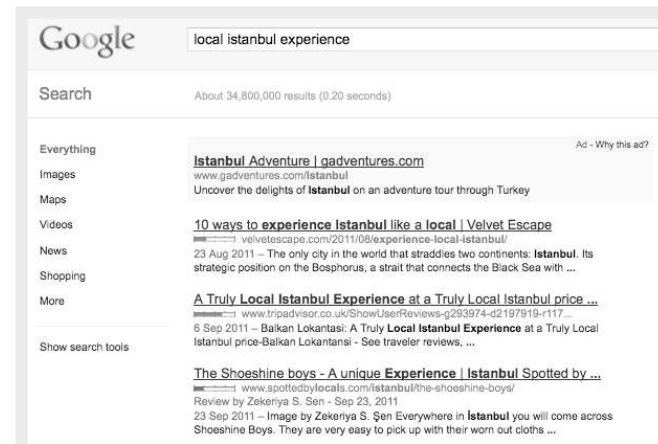 Google
local istanbul experience
Search
About 34,800,000 results (0.20 seconds)
Everything
Images
Maps
Videos
News
Shopping
More
Show search tools
Ad - Why this ad?
Istanbul Adventure | gadventures.com
www.gadventures.com/Istanbul
Uncover the delights of Istanbul on an adventure tour through Turkey
10 ways to experience Istanbul like a local | Velvet Escape
velvetescape.com/2011/08/experience-local-istanbul/
23 Aug 2011 – The only city in the world that straddles two continents: Istanbul. Its
strategic position on the Bosphorus, a strait that connects the Black Sea with ...
A Truly Local Istanbul Experience at a Truly Local Istanbul price ...
www.tripadvisor.co.uk/ShowUserReviews-g293974-d2197919-r117...
6 Sep 2011 – Balkan Lokantasi: A Truly Local Istanbul Experience at a Truly Local
Istanbul price-Balkan Lokantansi - See traveler reviews, ...
The Shoeshine boys - A unique Experience | Istanbul Spotted by ...
www.spottedbylocals.com/istanbul/the-shoeshine-boys/
Review by Zekeriya S. Sen - Sep 23, 2011
23 Sep 2011 – Image by Zekeriya S. Şen Everywhere in İstanbul you will come across
Shoeshine Boys. They are very easy to pick up with their worn out cloths ...